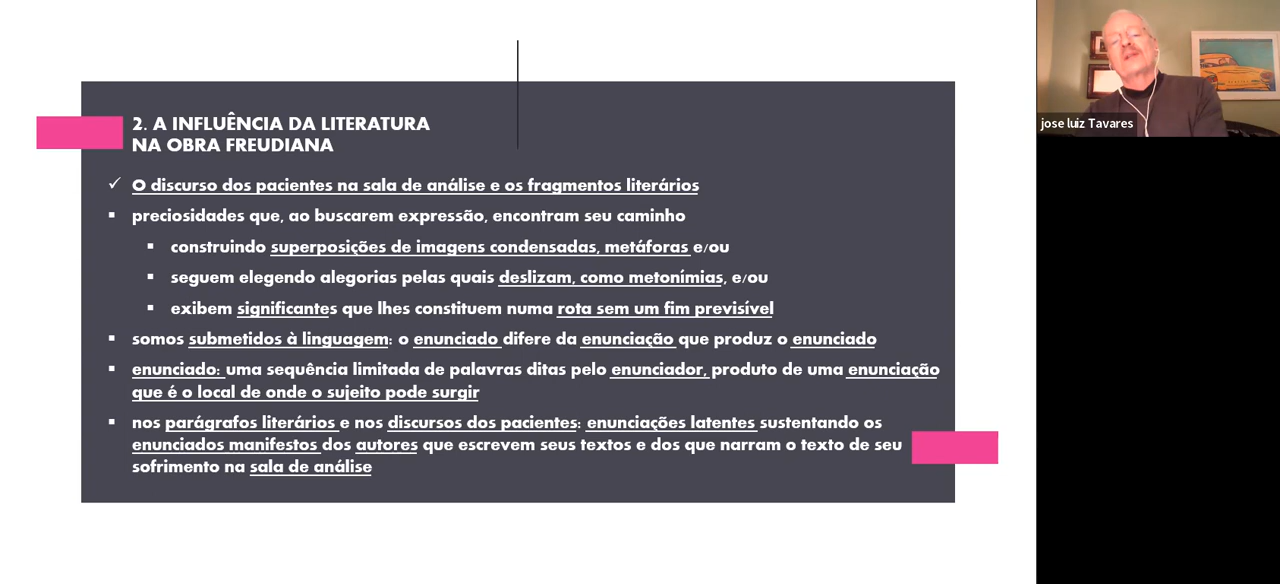 2. A INFLUÊNCIA DA LITERATURA
NA OBRA FREUDIANA
O discurso dos pacientes na sala de análise e os fragmentos literários
preciosidades que, ao buscarem expressão, encontram seu caminho
construindo superposições de imagens condensadas, metáforas e/ou
seguem elegendo alegorias pelas quais deslizam, como metonímias, e/ou
exibem significantes que lhes constituem numa rota sem um fim previsível
somos submetidos à linguagem: o enunciado difere da enunciação que produz o enunciado
enunciado: uma sequência limitada de palavras ditas pelo enunciador, produto de uma enunciação
que é o local de onde o sujeito pode surgir
nos parágrafos literários e nos discursos dos pacientes: enunciações latentes sustentando os
enunciados manifestos dos autores que escrevem seus textos e dos que narram o texto de seu
sofrimento na sala de análise
jose luiz Tavares